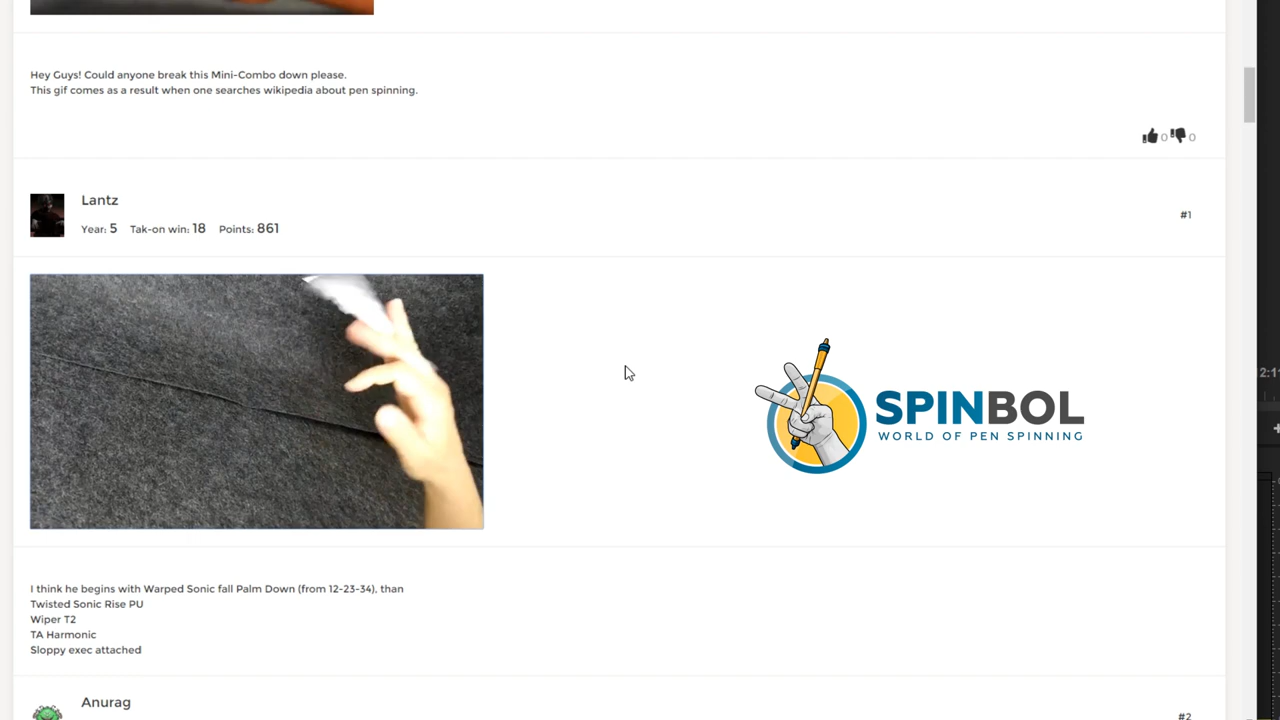 Hey Guys! Could anyone break this Mini-Combo down please.
This gif comes as a result when one searches wikipedia about pen spinning.
0 0
Lantz
Year: 5 Tak-on win: 18 Points: 861
#1
SPINBOL
WORLD OF PEN SPINNING
I think he begins with Warped Sonic fall Palm Down (from 12-23-34), than
Twisted Sonic Rise PU
Wiper T2
TA Harmonic
Sloppy exec attached
Anurag
#2